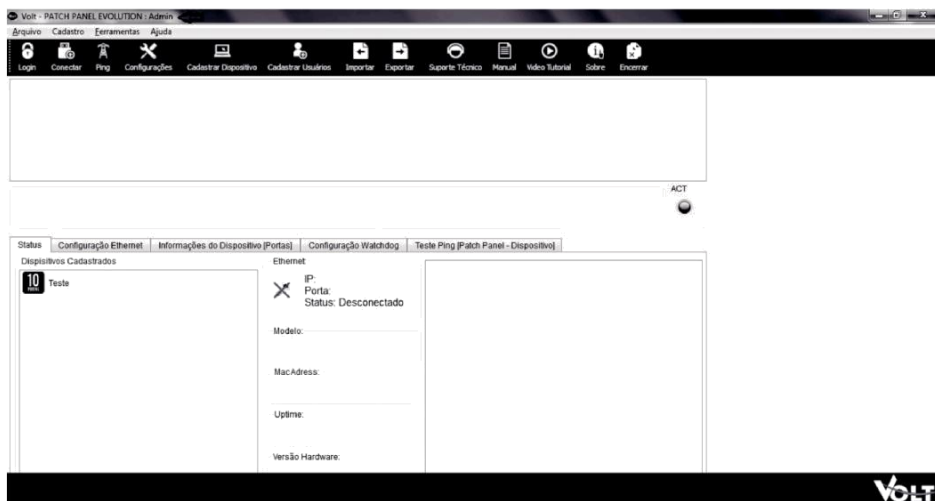 Volt - PATCH PANEL EVOLUTION : Admin
Arquivo Cadastro Ferramentas Ajuda
Login Conectar Ping Configurações Cadastrar Dispositivo Cadastrar Usuários Importar Exportar Suporte Técnico Manual Video Tutorial Sobre Encerrar
ACT
Status Configuração Ethernet Informações do Dispositivo [Portas] Configuração Watchdog Teste Ping [Patch Panel - Dispositivo]
Dispisitivos Cadastrados
10 Teste
Ethernet
IP:
Porta:
Status: Desconectado
Modelo:
MacAdress:
Uptime:
Versão Hardware:
VOLT